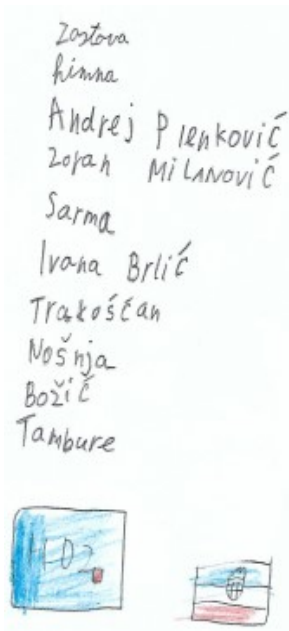 Zastava
himna
Andrej Plenković
Zoran MiLANoviĆ
Sarma
Ivana Brlić
Trakošćan
Nošnja
Božić
Tambure
HDZ